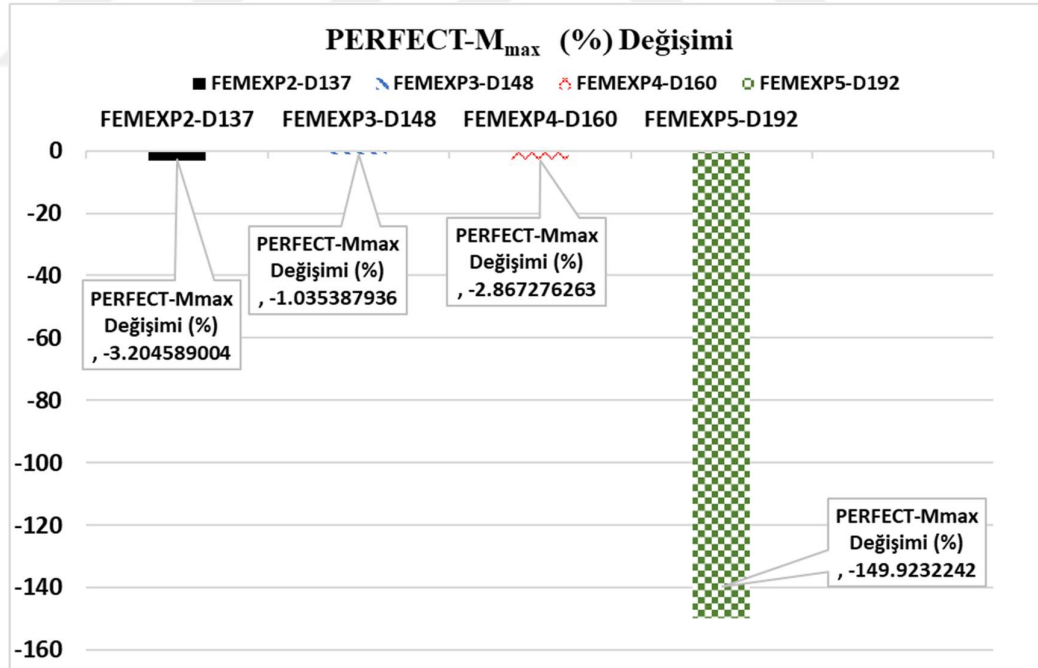 PERFECT-Mmax (%) Değişimi
FEMEXP2-D137 FEMEXP3-D148 FEMEXP4-D160 FEMEXP5-D192
FEMEXP2-D137 FEMEXP3-D148 FEMEXP4-D160 FEMEXP5-D192
0
-20
-40
-60
-80
-100
-120
-140
-160
PERFECT-Mmax
Değişimi (%)
, -3.204589004
PERFECT-Mmax
Değişimi (%)
, -1.035387936
PERFECT-Mmax
Değişimi (%)
, -2.867276263
PERFECT-Mmax
Değişimi (%)
, -149.9232242